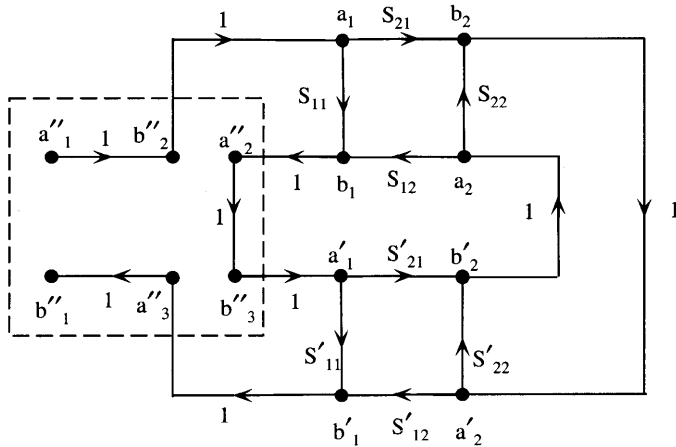 1 a₁ S₂₁ b₂
S₁₁ S₂₂
a″₁ 1 b″₂ a″₂ 1 b₁ S₁₂ a₂
1 1 1
b″₁ 1 a″₃ b″₃ 1 a′₁ S′₂₁ b′₂
S′₁₁ S′₂₂
1 b′₁ S′₁₂ a′₂